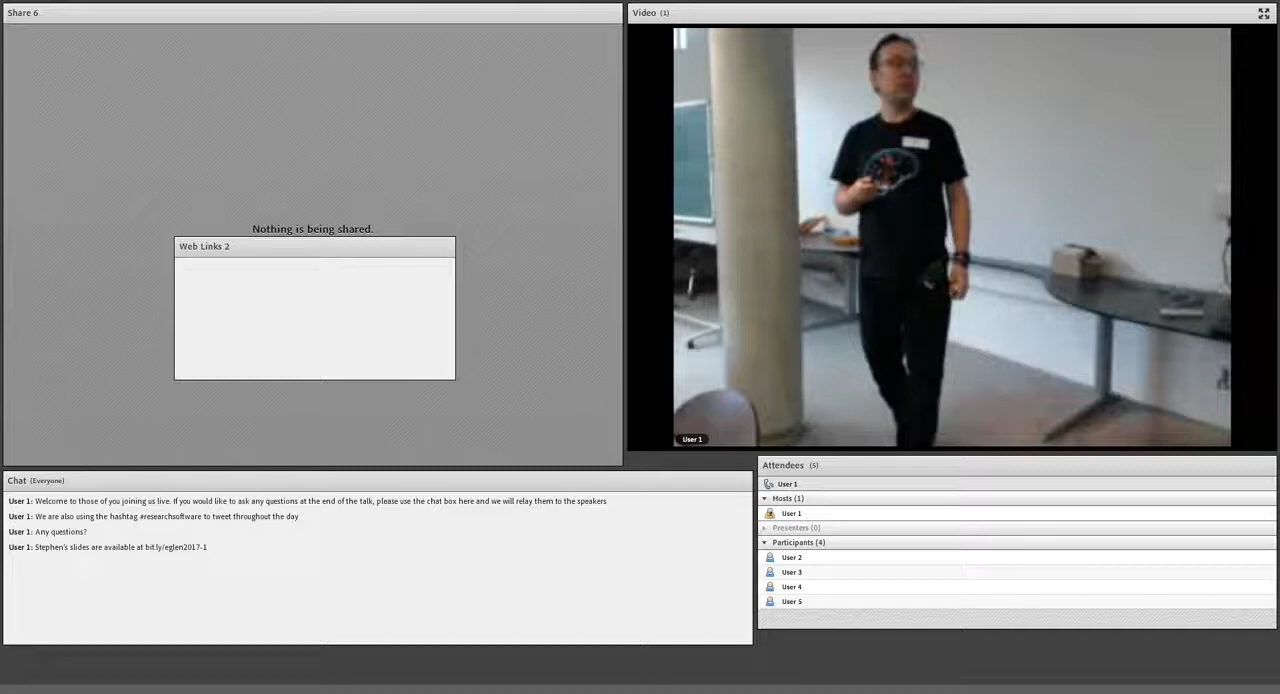 Share 6
Video (1)
Nothing is being shared.
Web Links 2
User 1
Chat (Everyone)
User 1: Welcome to those of you joining us live. If you would like to ask any questions at the end of the talk, please use the chat box here and we will relay them to the speakers
User 1: We are also using the hashtag #researchsoftware to tweet throughout the day
User 1: Any questions?
User 1: Stephen's slides are available at bit.ly/eglen2017-1
Attendees (5)
User 1
Hosts (1)
User 1
Presenters (0)
Participants (4)
User 2
User 3
User 4
User 5